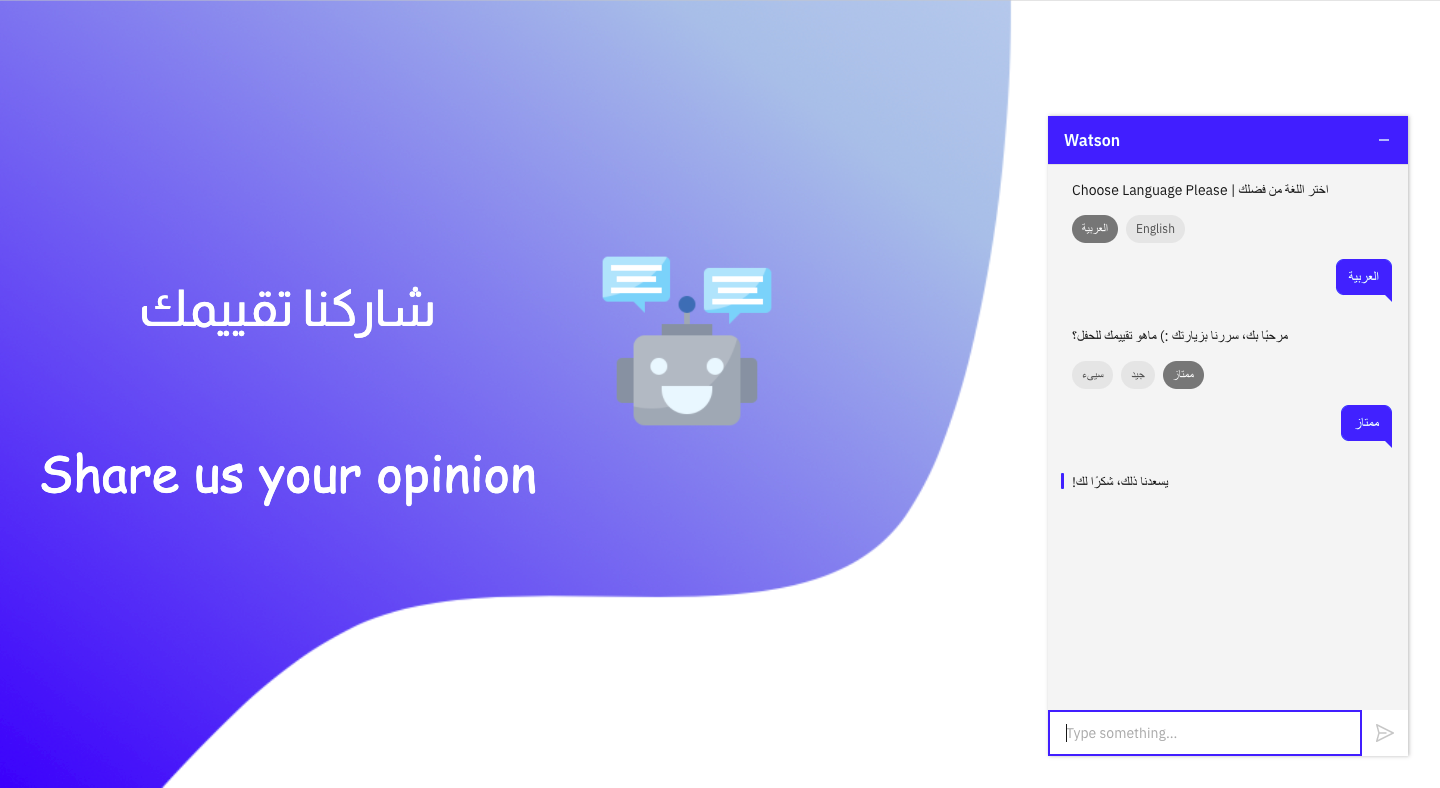 شاركنا تقييمك
Share us your opinion
Watson
Choose Language Please | اختر اللغة من فضلك
العربية English
العربية
مرحبًا بك، سررنا بزيارتك :) ماهو تقييمك للحفل؟
سيىء جيد ممتاز
ممتاز
يسعدنا ذلك، شكرًا لك!
Type something...